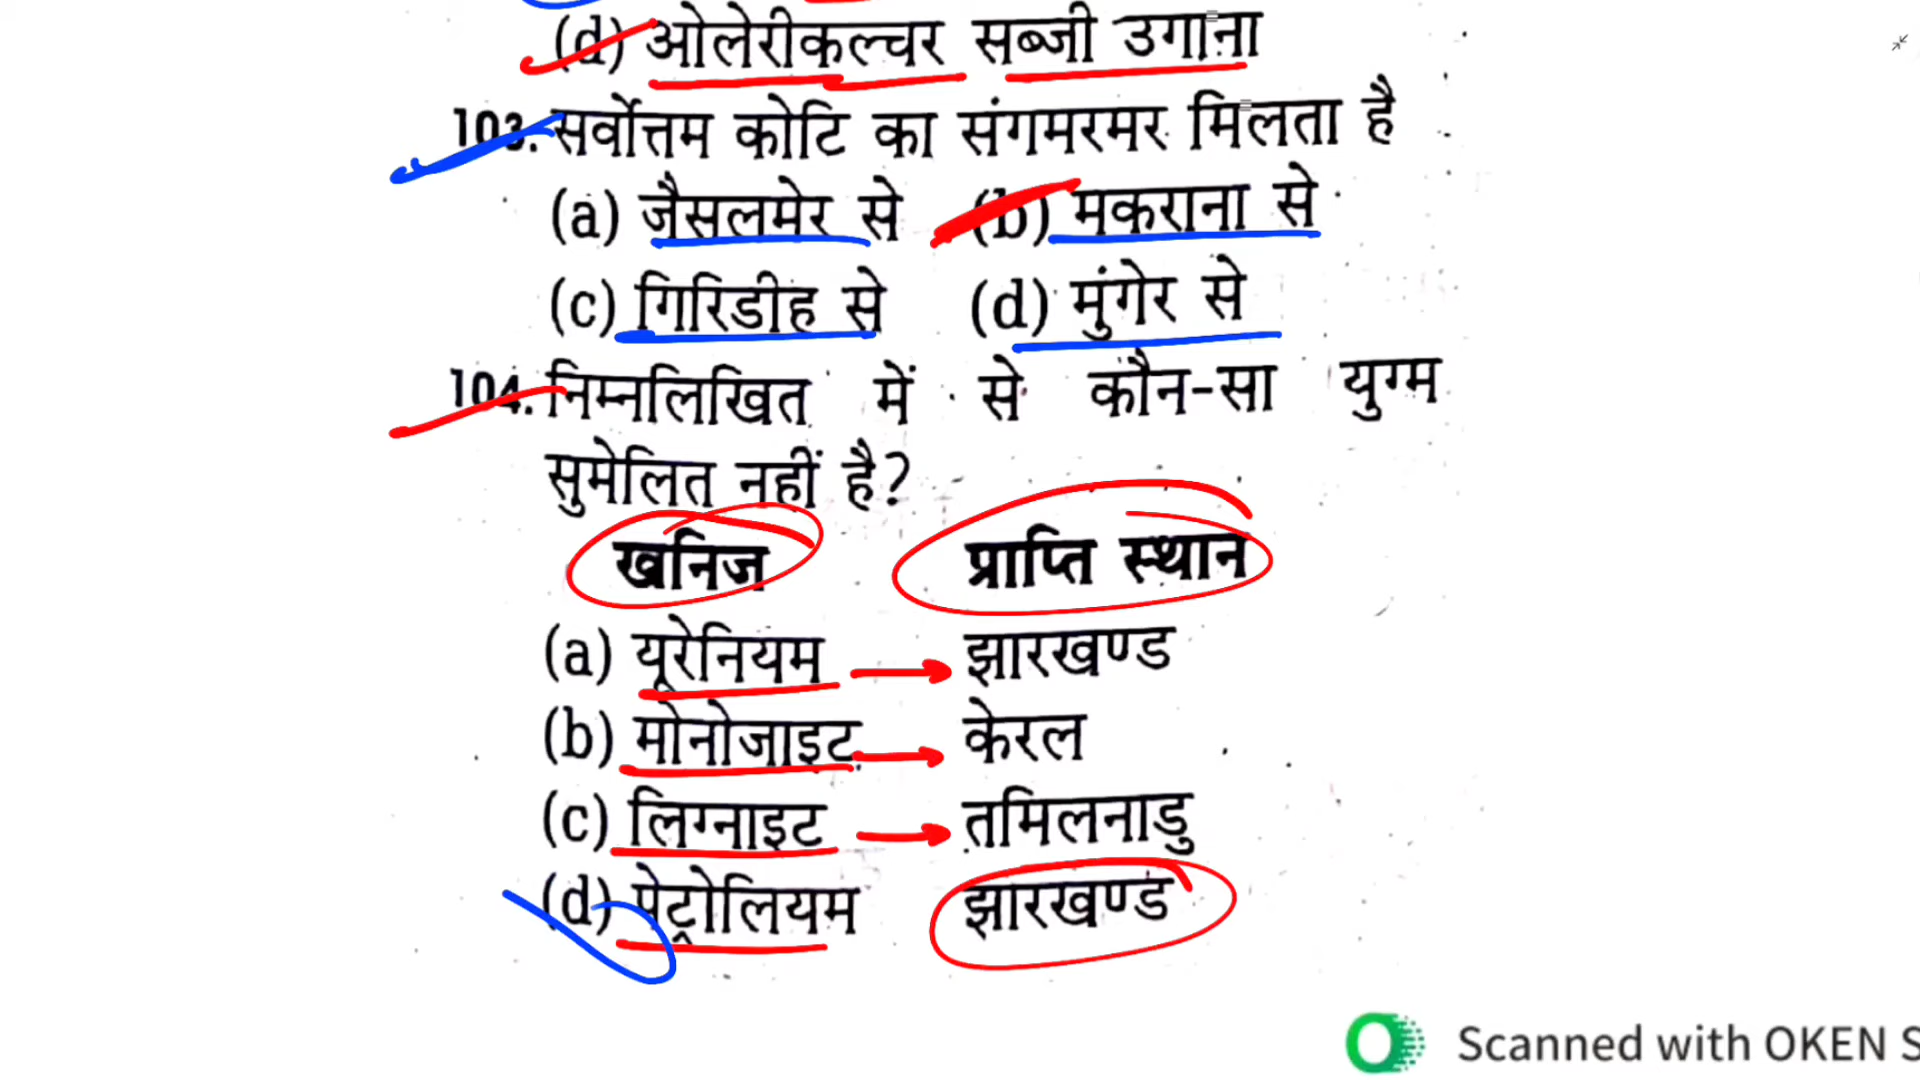 (d) ओलेरीकल्चर सब्जी उगाना
103. सर्वोत्तम कोटि का संगमरमर मिलता है
(a) जैसलमेर से (b) मकराना से
(c) गिरिडीह से (d) मुंगेर से
104. निम्नलिखित में से कौन-सा युग्म
सुमेलित नहीं है?
खनिज प्राप्ति स्थान
(a) यूरेनियम झारखण्ड
(b) मोनोजाइट केरल
(c) लिग्नाइट तमिलनाडु
(d) पेट्रोलियम झारखण्ड
Scanned with OKEN S